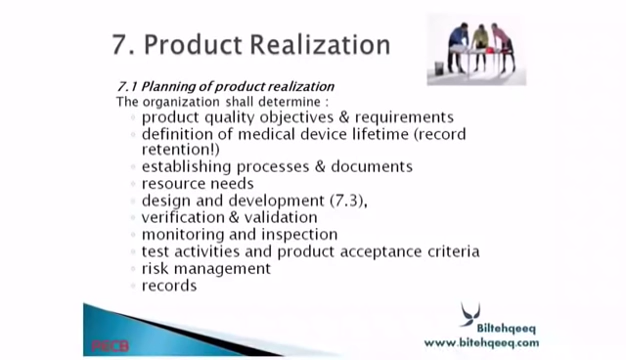 7. Product Realization
7.1 Planning of product realization
The organization shall determine :
product quality objectives & requirements
definition of medical device lifetime (record
retention!)
establishing processes & documents
resource needs
design and development (7.3),
verification & validation
monitoring and inspection
test activities and product acceptance criteria
risk management
records
PECB
Biltehqeeq
www.bitehqeeq.com